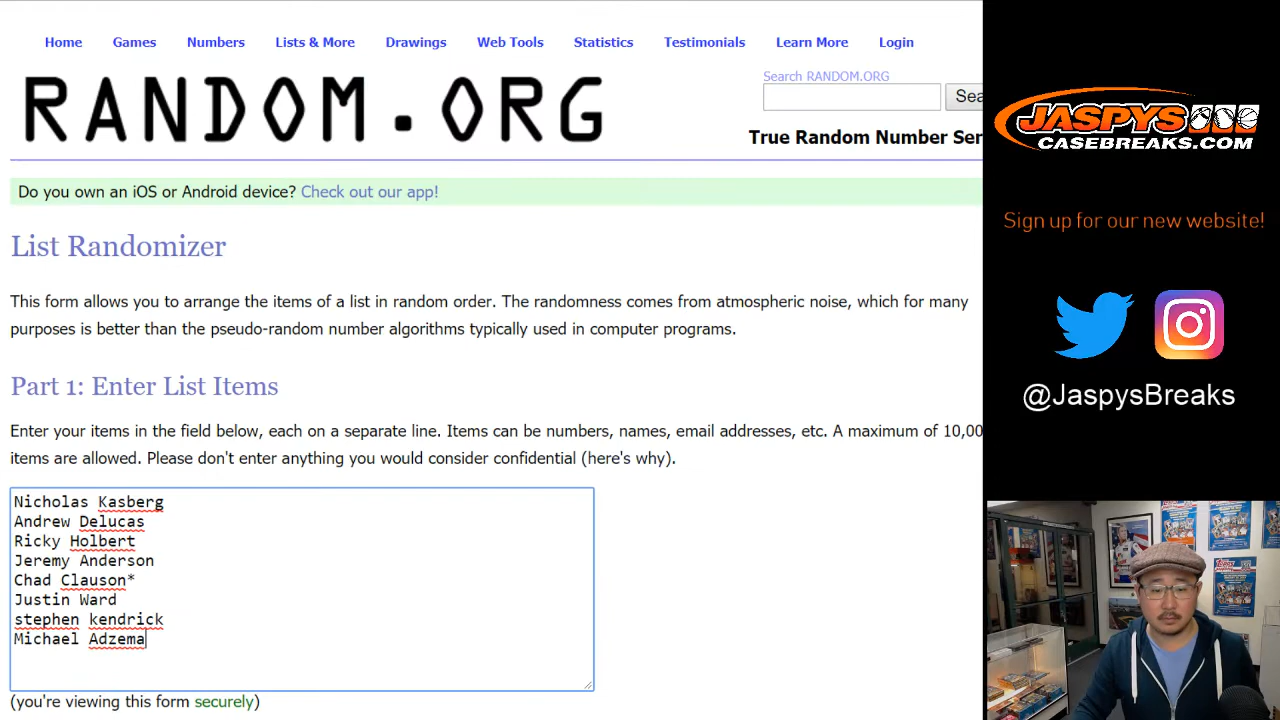 Home Games Numbers Lists & More Drawings Web Tools Statistics Testimonials Learn More Login
RANDOM.ORG
Search RANDOM.ORG
Sea
True Random Number Ser
Do you own an iOS or Android device? Check out our app!
List Randomizer
This form allows you to arrange the items of a list in random order. The randomness comes from atmospheric noise, which for many
purposes is better than the pseudo-random number algorithms typically used in computer programs.
Part 1: Enter List Items
Enter your items in the field below, each on a separate line. Items can be numbers, names, email addresses, etc. A maximum of 10,00
items are allowed. Please don't enter anything you would consider confidential (here's why).
Nicholas Kasberg
Andrew Delucas
Ricky Holbert
Jeremy Anderson
Chad Clauson*
Justin Ward
stephen kendrick
Michael Adzema
(you're viewing this form securely)
JASPYS
CASEBREAKS.COM
Sign up for our new website!
@JaspysBreaks